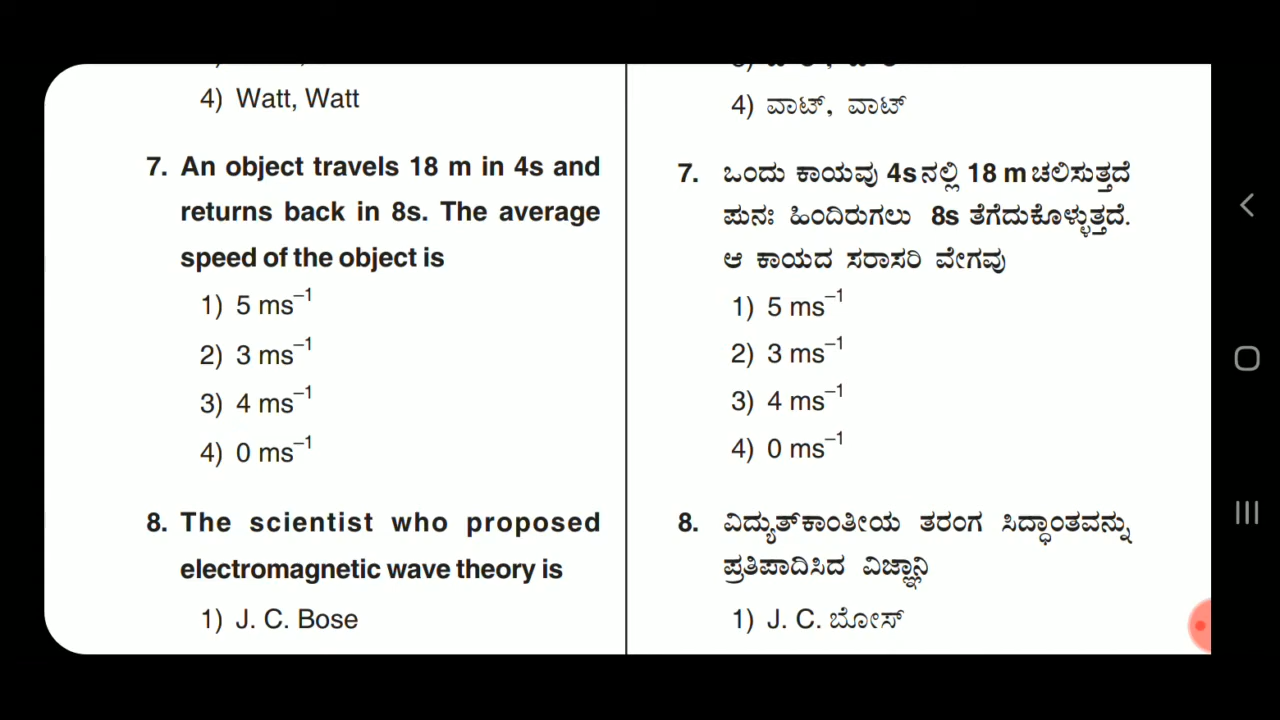 4) Watt, Watt
7. An object travels 18 m in 4s and
returns back in 8s. The average
speed of the object is
1) 5 ms⁻¹
2) 3 ms⁻¹
3) 4 ms⁻¹
4) 0 ms⁻¹
8. The scientist who proposed
electromagnetic wave theory is
1) J. C. Bose
4) ವಾಟ್, ವಾಟ್
7. ಒಂದು ಕಾಯವು 4s ನಲ್ಲಿ 18 m ಚಲಿಸುತ್ತದೆ
ಪುನಃ ಹಿಂದಿರುಗಲು 8s ತೆಗೆದುಕೊಳ್ಳುತ್ತದೆ.
ಆ ಕಾಯದ ಸರಾಸರಿ ವೇಗವು
1) 5 ms⁻¹
2) 3 ms⁻¹
3) 4 ms⁻¹
4) 0 ms⁻¹
8. ವಿದ್ಯುತ್‌ಕಾಂತೀಯ ತರಂಗ ಸಿದ್ಧಾಂತವನ್ನು
ಪ್ರತಿಪಾದಿಸಿದ ವಿಜ್ಞಾನಿ
1) J. C. ಬೋಸ್